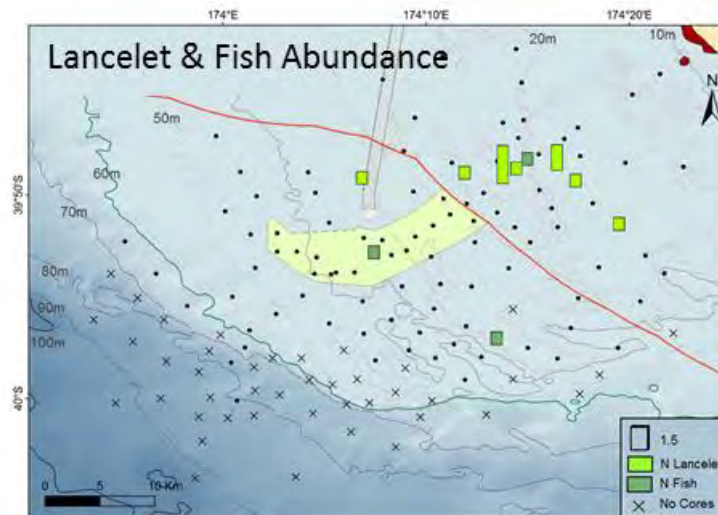 174°E 174°10'E 174°20'E
Lancelet & Fish Abundance
20m
10m
N
50m
60m
39°50'S
70m
80m
90m
100m
40°S
1.5
N Lancele
N Fish
No Cores
0 5 10 Km